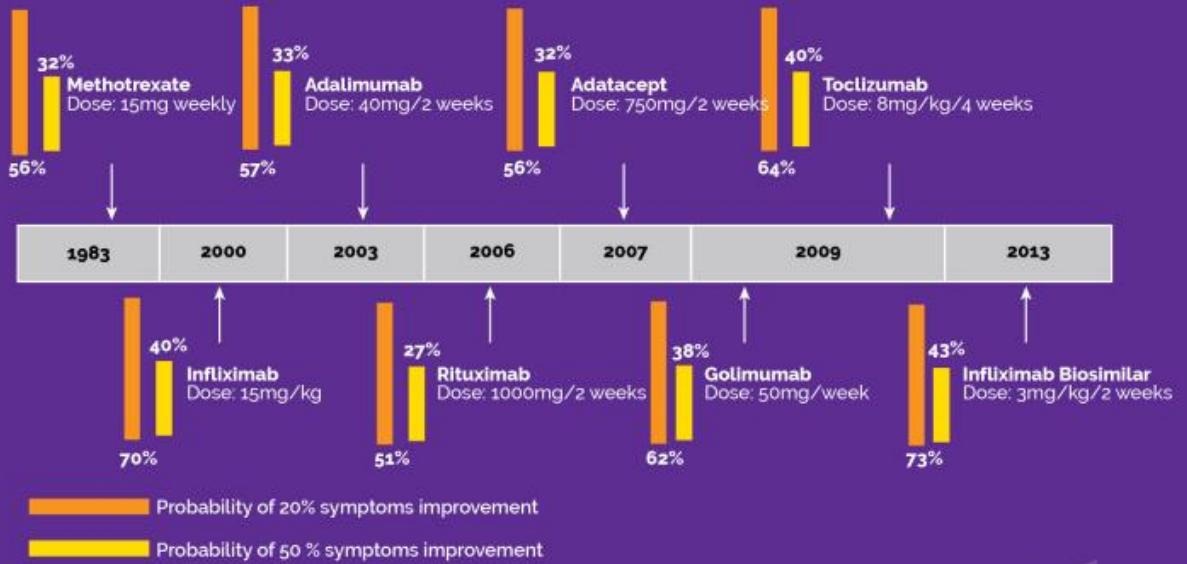 32%
Methotrexate
Dose: 15mg weekly
56%
33%
Adalimumab
Dose: 40mg/2 weeks
57%
32%
Adatacept
Dose: 750mg/2 weeks
56%
40%
Toclizumab
Dose: 8mg/kg/4 weeks
64%
1983
2000
2003
2006
2007
2009
2013
40%
Infliximab
Dose: 15mg/kg
70%
27%
Rituximab
Dose: 1000mg/2 weeks
51%
38%
Golimumab
Dose: 50mg/week
62%
43%
Infliximab Biosimilar
Dose: 3mg/kg/2 weeks
73%
Probability of 20% symptoms improvement
Probability of 50 % symptoms improvement